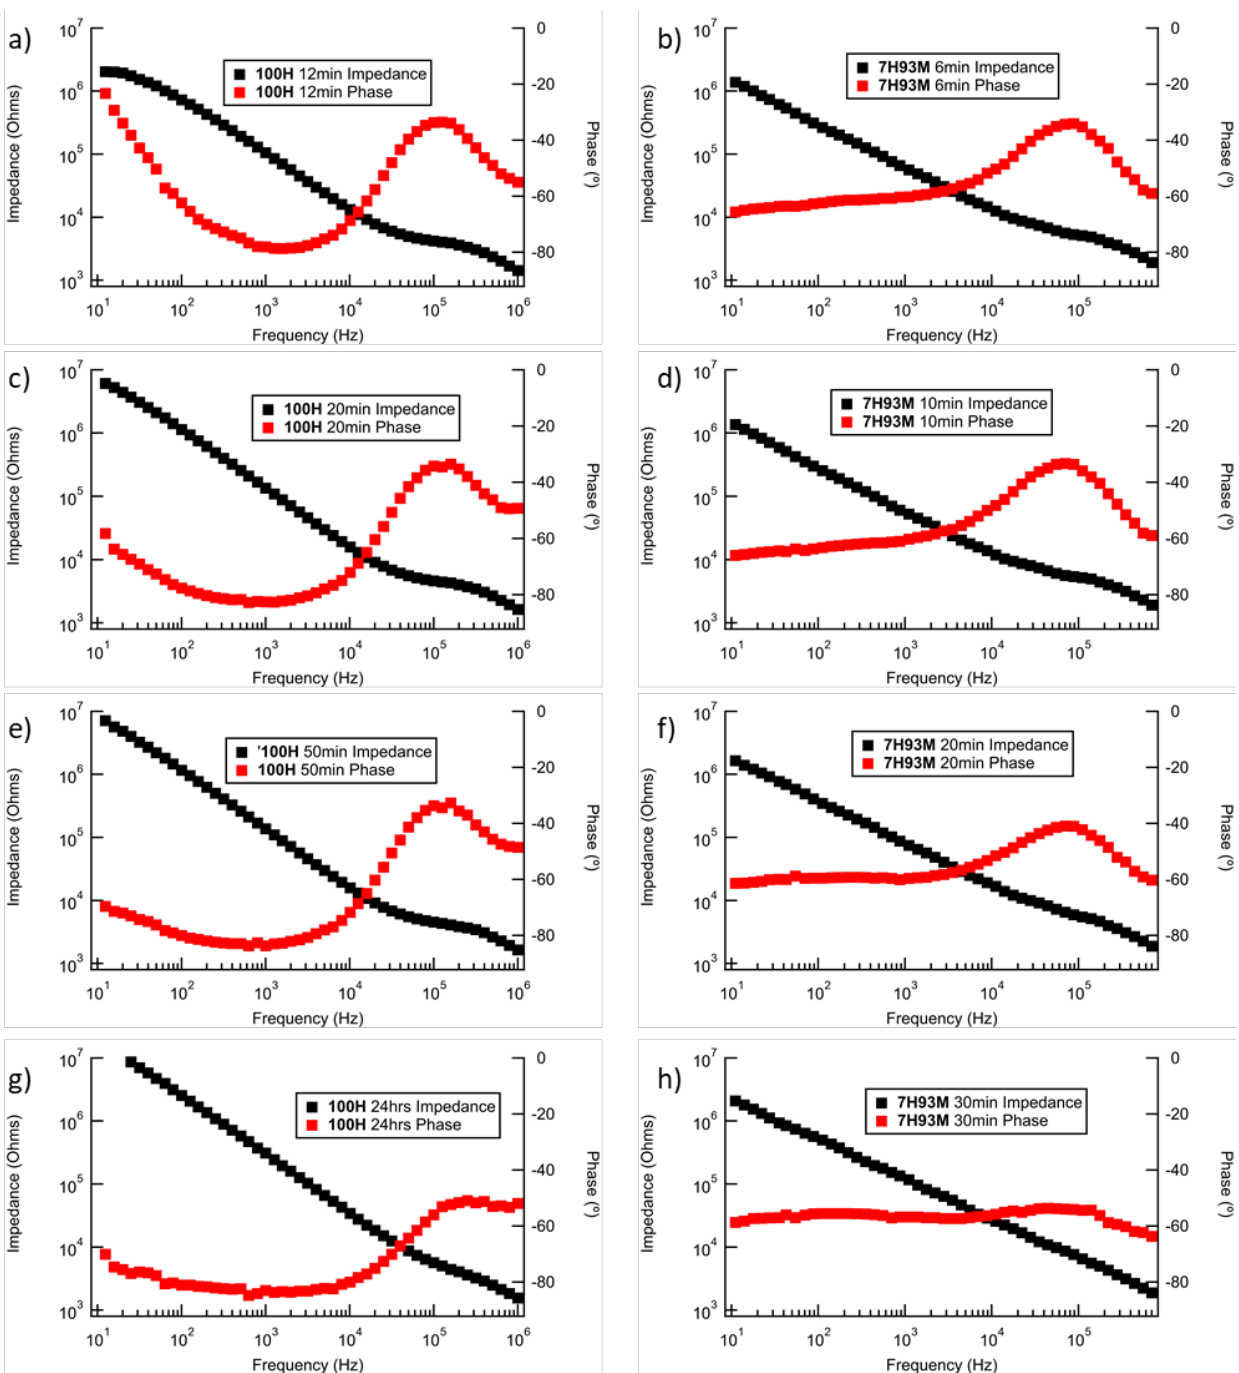 a)
100H 12min Impedance
100H 12min Phase
Impedance (Ohms)
10⁷
10⁶
10⁵
10⁴
10³
0
-20
-40
-60
-80
Phase (º)
10¹ 10² 10³ 10⁴ 10⁵ 10⁶
Frequency (Hz)
b)
7H93M 6min Impedance
7H93M 6min Phase
Impedance (Ohms)
10⁷
10⁶
10⁵
10⁴
10³
0
-20
-40
-60
-80
Phase (º)
10¹ 10² 10³ 10⁴ 10⁵
Frequency (Hz)
c)
100H 20min Impedance
100H 20min Phase
Impedance (Ohms)
10⁷
10⁶
10⁵
10⁴
10³
0
-20
-40
-60
-80
Phase (º)
10¹ 10² 10³ 10⁴ 10⁵ 10⁶
Frequency (Hz)
d)
7H93M 10min Impedance
7H93M 10min Phase
Impedance (Ohms)
10⁷
10⁶
10⁵
10⁴
10³
0
-20
-40
-60
-80
Phase (º)
10¹ 10² 10³ 10⁴ 10⁵
Frequency (Hz)
e)
'100H 50min Impedance
100H 50min Phase
Impedance (Ohms)
10⁷
10⁶
10⁵
10⁴
10³
0
-20
-40
-60
-80
Phase (º)
10¹ 10² 10³ 10⁴ 10⁵ 10⁶
Frequency (Hz)
f)
7H93M 20min Impedance
7H93M 20min Phase
Impedance (Ohms)
10⁷
10⁶
10⁵
10⁴
10³
0
-20
-40
-60
-80
Phase (º)
10¹ 10² 10³ 10⁴ 10⁵
Frequency (Hz)
g)
100H 24hrs Impedance
100H 24hrs Phase
Impedance (Ohms)
10⁷
10⁶
10⁵
10⁴
10³
0
-20
-40
-60
-80
Phase (º)
10¹ 10² 10³ 10⁴ 10⁵ 10⁶
Frequency (Hz)
h)
7H93M 30min Impedance
7H93M 30min Phase
Impedance (Ohms)
10⁷
10⁶
10⁵
10⁴
10³
0
-20
-40
-60
-80
Phase (º)
10¹ 10² 10³ 10⁴ 10⁵
Frequency (Hz)